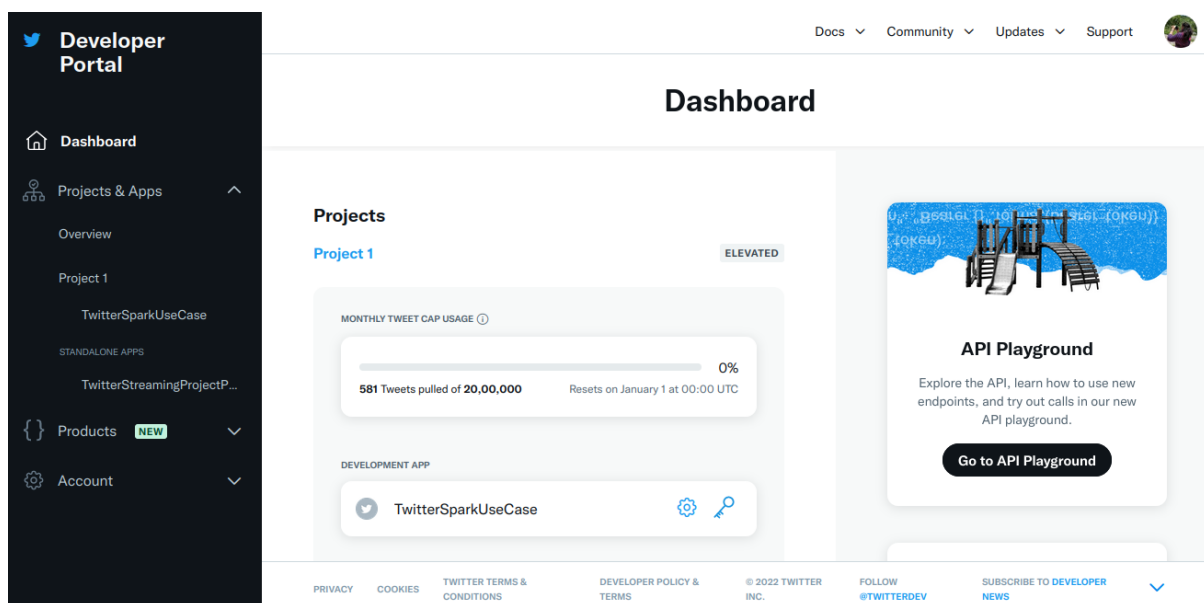 Developer
Portal
Docs
Community
Updates
Support
Dashboard
Dashboard
Projects & Apps
Overview
Project 1
TwitterSparkUseCase
STANDALONE APPS
TwitterStreamingProjectP...
Products NEW
Account
Projects
Project 1
ELEVATED
MONTHLY TWEET CAP USAGE
0%
581 Tweets pulled of 20,00,000
Resets on January 1 at 00:00 UTC
DEVELOPMENT APP
TwitterSparkUseCase
API Playground
Explore the API, learn how to use new
endpoints, and try out calls in our new
API playground.
Go to API Playground
PRIVACY
COOKIES
TWITTER TERMS &
CONDITIONS
DEVELOPER POLICY &
TERMS
© 2022 TWITTER
INC.
FOLLOW
@TWITTERDEV
SUBSCRIBE TO DEVELOPER
NEWS